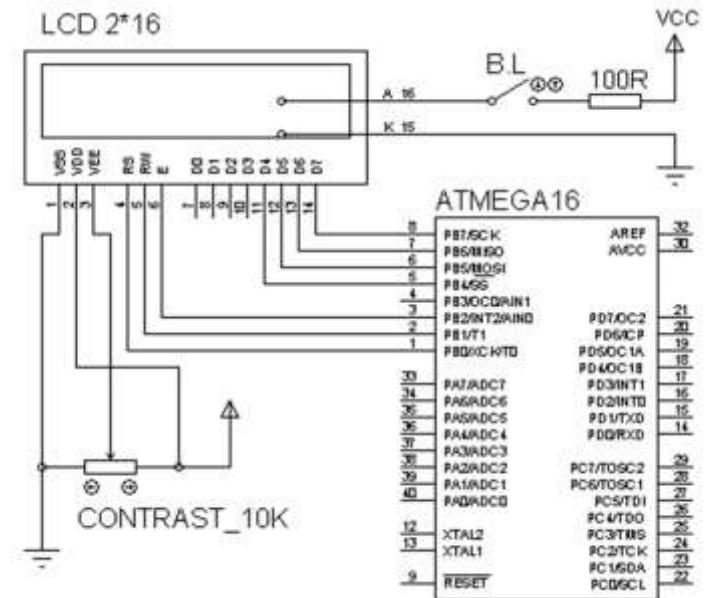 LCD 2*16
VCC
B.L
100R
A 16
K 15
VSS
VDD
VEE
RS
RW
E
D0
D1
D2
D3
D4
D5
D6
D7
1
2
3
4
5
6
7
8
9
10
11
12
13
14
ATMEGA16
8 PB7/SCK
7 PB6/MISO
6 PB5/MOSI
5 PB4/SS
4 PB3/OC0/AIN1
3 PB2/INT2/AIN0
2 PB1/T1
1 PB0/XCK/T0
33 PA7/ADC7
34 PA6/ADC6
35 PA5/ADC5
36 PA4/ADC4
37 PA3/ADC3
38 PA2/ADC2
39 PA1/ADC1
40 PA0/ADC0
12 XTAL2
13 XTAL1
9 RESET
AREF 32
AVCC 30
PD7/OC2 21
PD6/ICP 20
PD5/OC1A 19
PD4/OC1B 18
PD3/INT1 17
PD2/INT0 16
PD1/TXD 15
PD0/RXD 14
PC7/TOSC2 29
PC6/TOSC1 28
PC5/TDI 27
PC4/TDO 26
PC3/TMS 25
PC2/TCK 24
PC1/SDA 23
PC0/SCL 22
CONTRAST_10K